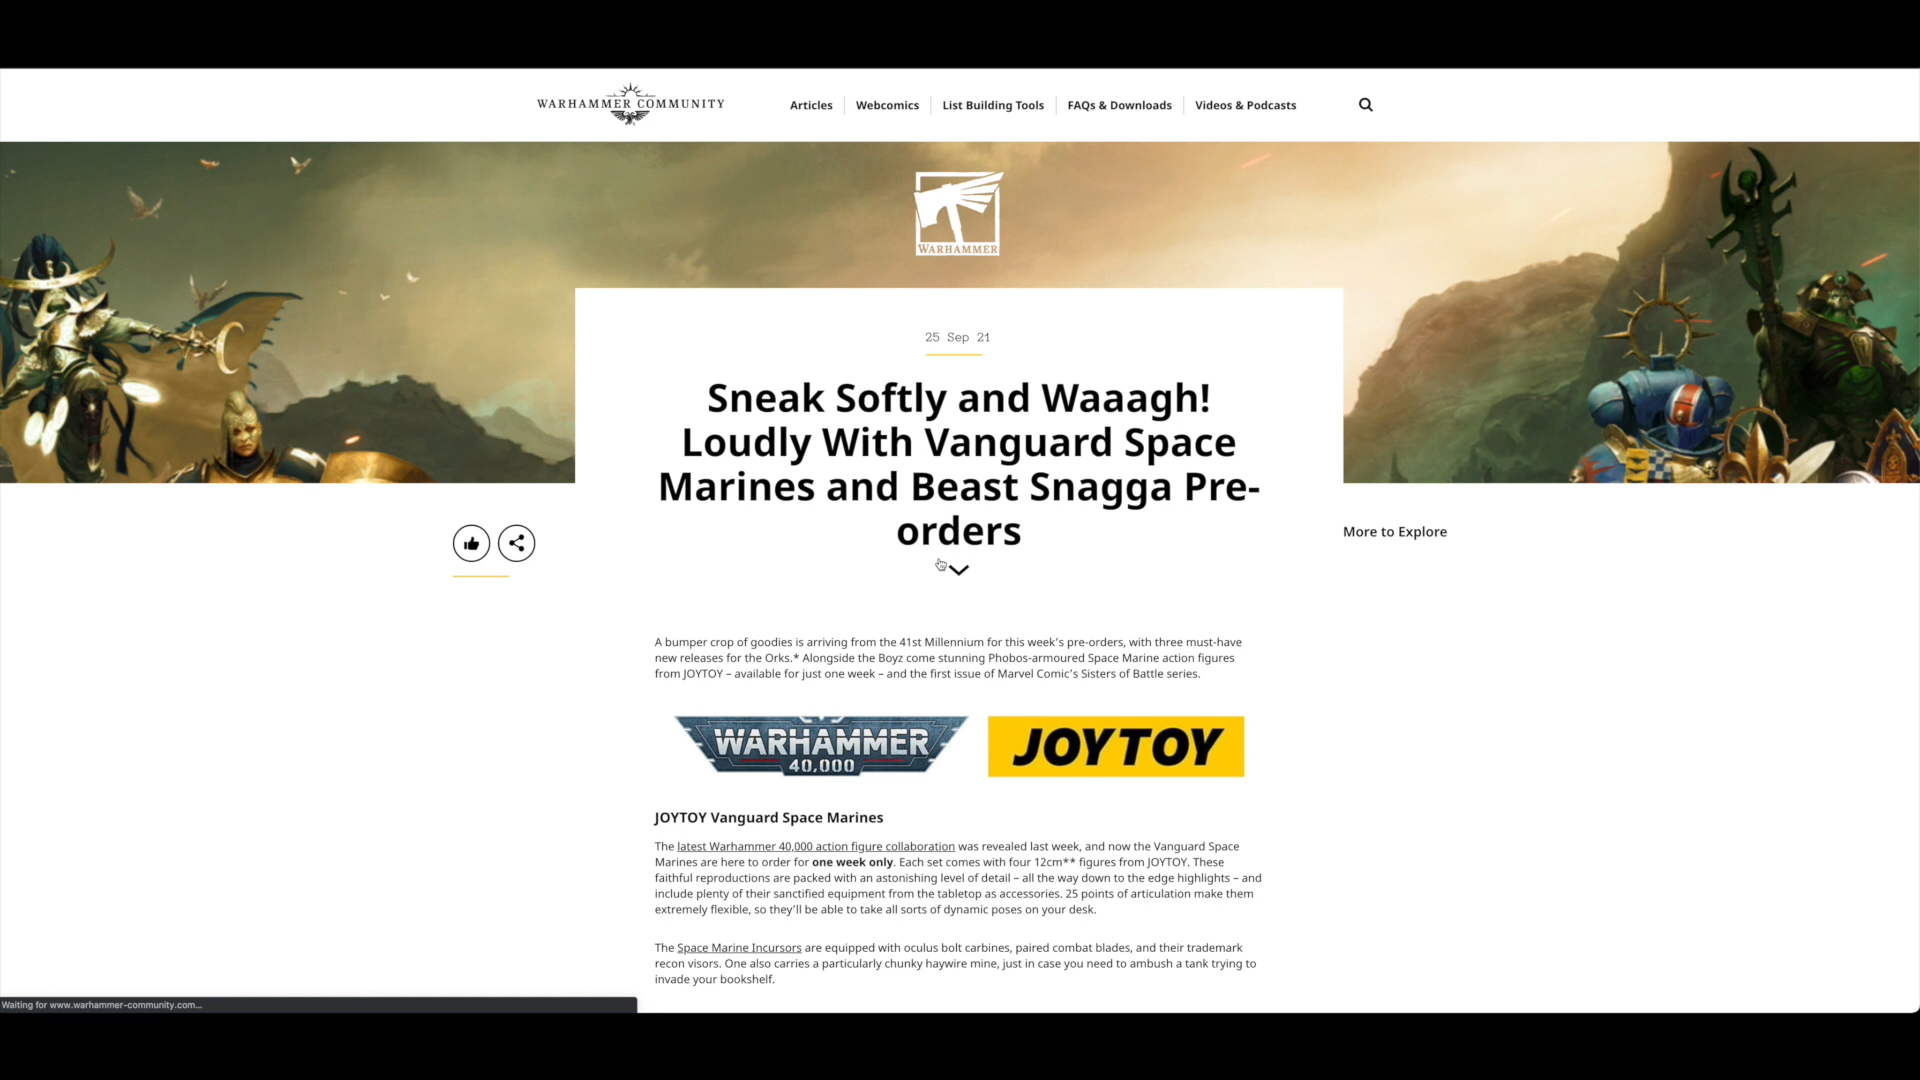 WARHAMMER COMMUNITY
Articles
Webcomics
List Building Tools
FAQs & Downloads
Videos & Podcasts
WARHAMMER
25 Sep 21
Sneak Softly and Waaagh!
Loudly With Vanguard Space
Marines and Beast Snagga Pre-
orders
More to Explore
A bumper crop of goodies is arriving from the 41st Millennium for this week's pre-orders, with three must-have
new releases for the Orks.* Alongside the Boyz come stunning Phobos-armoured Space Marine action figures
from JOYTOY – available for just one week – and the first issue of Marvel Comic's Sisters of Battle series.
WARHAMMER
40,000
JOYTOY
JOYTOY Vanguard Space Marines
The latest Warhammer 40,000 action figure collaboration was revealed last week, and now the Vanguard Space
Marines are here to order for one week only. Each set comes with four 12cm** figures from JOYTOY. These
faithful reproductions are packed with an astonishing level of detail – all the way down to the edge highlights – and
include plenty of their sanctified equipment from the tabletop as accessories. 25 points of articulation make them
extremely flexible, so they'll be able to take all sorts of dynamic poses on your desk.
The Space Marine Incursors are equipped with oculus bolt carbines, paired combat blades, and their trademark
recon visors. One also carries a particularly chunky haywire mine, just in case you need to ambush a tank trying to
invade your bookshelf.
Waiting for www.warhammer-community.com...